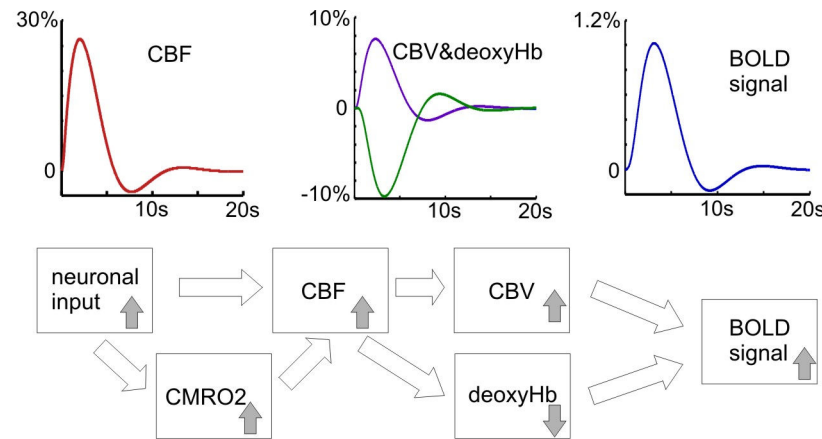 30%
CBF
0
10s
20s
10%
CBV&deoxyHb
0
-10%
10s
20s
1.2%
BOLD
signal
0
10s
20s
neuronal
input
CBF
CBV
BOLD
signal
CMRO2
deoxyHb